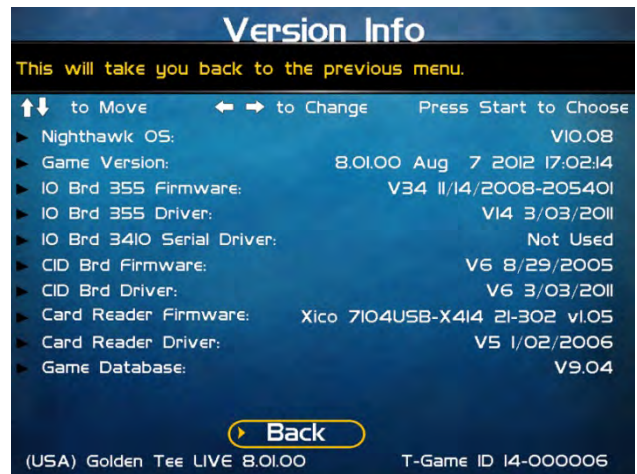 Version Info
This will take you back to the previous menu.
⬆⬇ to Move ⬅ ➡ to Change Press Start to Choose
Nighthawk OS: V10.08
Game Version: 8.01.00 Aug 7 2012 17:02:14
IO Brd 355 Firmware: V34 11/14/2008-205401
IO Brd 355 Driver: V14 3/03/2011
IO Brd 3410 Serial Driver: Not Used
CID Brd Firmware: V6 8/29/2005
CID Brd Driver: V6 3/03/2011
Card Reader Firmware: Xico 7104USB-X414 21-302 v1.05
Card Reader Driver: V5 1/02/2006
Game Database: V9.04
Back
(USA) Golden Tee LIVE 8.01.00 T-Game ID 14-000006